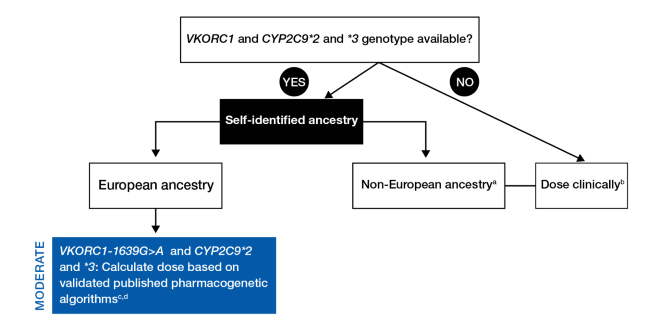 VKORC1 and CYP2C9*2 and *3 genotype available?
YES
NO
Self-identified ancestry
European ancestry
Non-European ancestryᵃ
Dose clinicallyᵇ
MODERATE
VKORC1-1639G>A and CYP2C9*2
and *3: Calculate dose based on
validated published pharmacogenetic
algorithmsᶜ,ᵈ